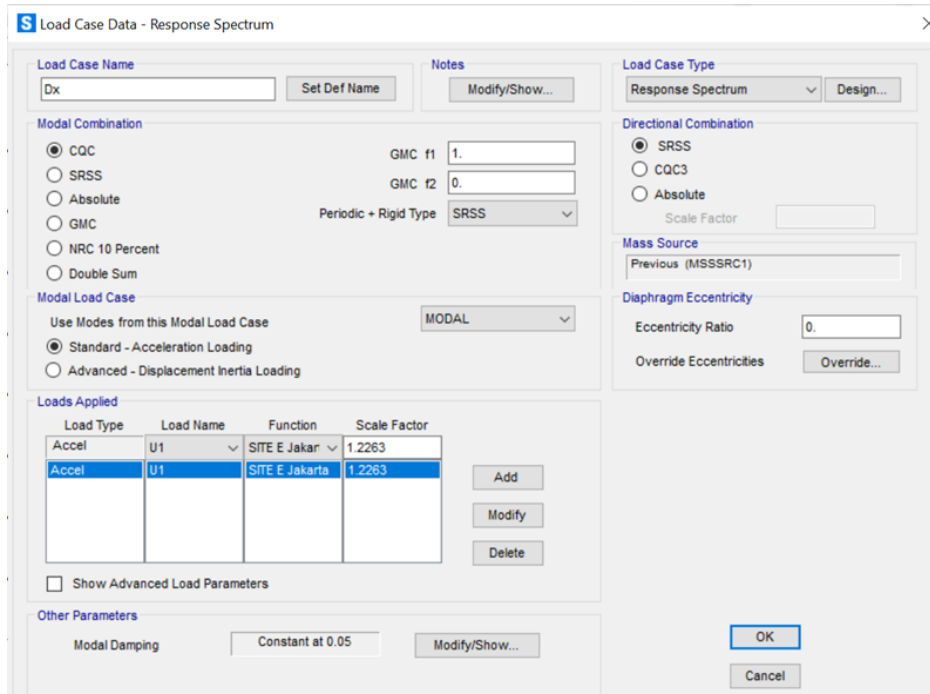 S Load Case Data - Response Spectrum
Load Case Name
Dx
Set Def Name
Notes
Modify/Show...
Load Case Type
Response Spectrum
Design...
Modal Combination
CQC
SRSS
Absolute
GMC
NRC 10 Percent
Double Sum
GMC f1
1.
GMC f2
0.
Periodic + Rigid Type
SRSS
Directional Combination
SRSS
CQC3
Absolute
Scale Factor
Mass Source
Previous (MSSSRC1)
Modal Load Case
Use Modes from this Modal Load Case
MODAL
Standard - Acceleration Loading
Advanced - Displacement Inertia Loading
Diaphragm Eccentricity
Eccentricity Ratio
0.
Override Eccentricities
Override...
Loads Applied
Load Type Load Name Function Scale Factor
Accel U1 SITE E Jakar 1.2263
Accel U1 SITE E Jakarta 1.2263
Add
Modify
Delete
Show Advanced Load Parameters
Other Parameters
Modal Damping
Constant at 0.05
Modify/Show...
OK
Cancel